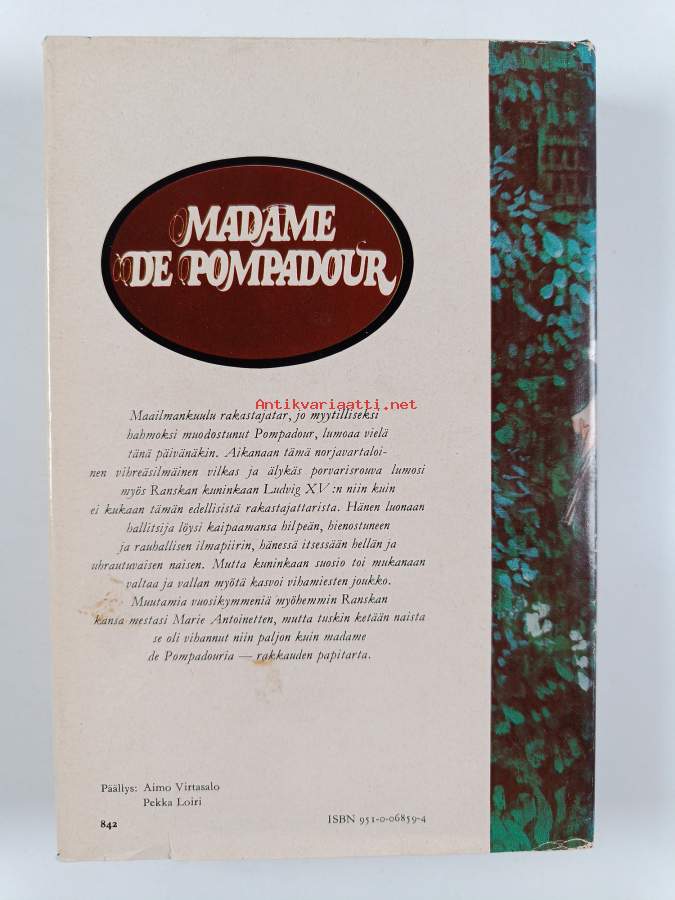 MADAME
DE POMPADOUR
Antikvariaatti.net
Maailmankuulu rakastajatar, jo myytilliseksi
hahmoksi muodostunut Pompadour, lumoaa vielä
tänä päivänäkin. Aikanaan tämä norjavartaloi-
nen vihreäsilmäinen vilkas ja älykäs porvarisrouva lumosi
myös Ranskan kuninkaan Ludvig XV:n niin kuin
ei kukaan tämän edellisistä rakastajattarista. Hänen luonaan
hallitsija löysi kaipaamansa hilpeän, hienostuneen
ja rauhallisen ilmapiirin, hänessä itsessään hellän ja
uhrautuvaisen naisen. Mutta kuninkaan suosio toi mukanaan
valtaa ja vallan myötä kasvoi vihamiesten joukko.
Muutamia vuosikymmeniä myöhemmin Ranskan
kansa mestasi Marie Antoinetten, mutta tuskin ketään naista
se oli vihannut niin paljon kuin madame
de Pompadouria — rakkauden papitarta.
Päällys: Aimo Virtasalo
Pekka Loiri
842
ISBN 951-0-06859-4